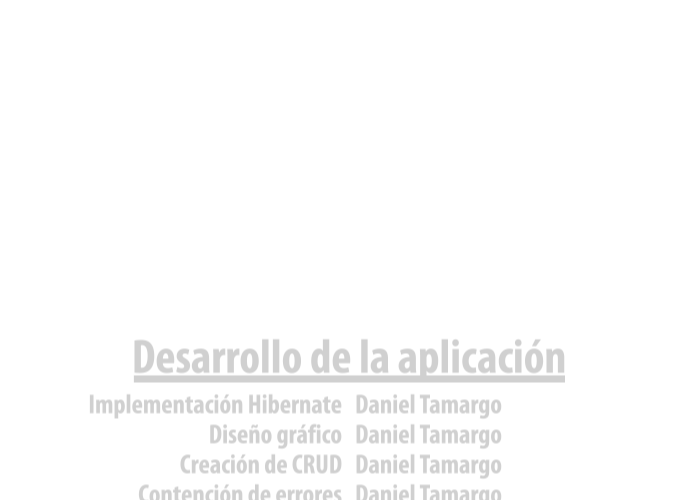 Desarrollo de la aplicación
Implementación Hibernate Daniel Tamargo
Diseño gráfico Daniel Tamargo
Creación de CRUD Daniel Tamargo
Contención de errores Daniel Tamargo